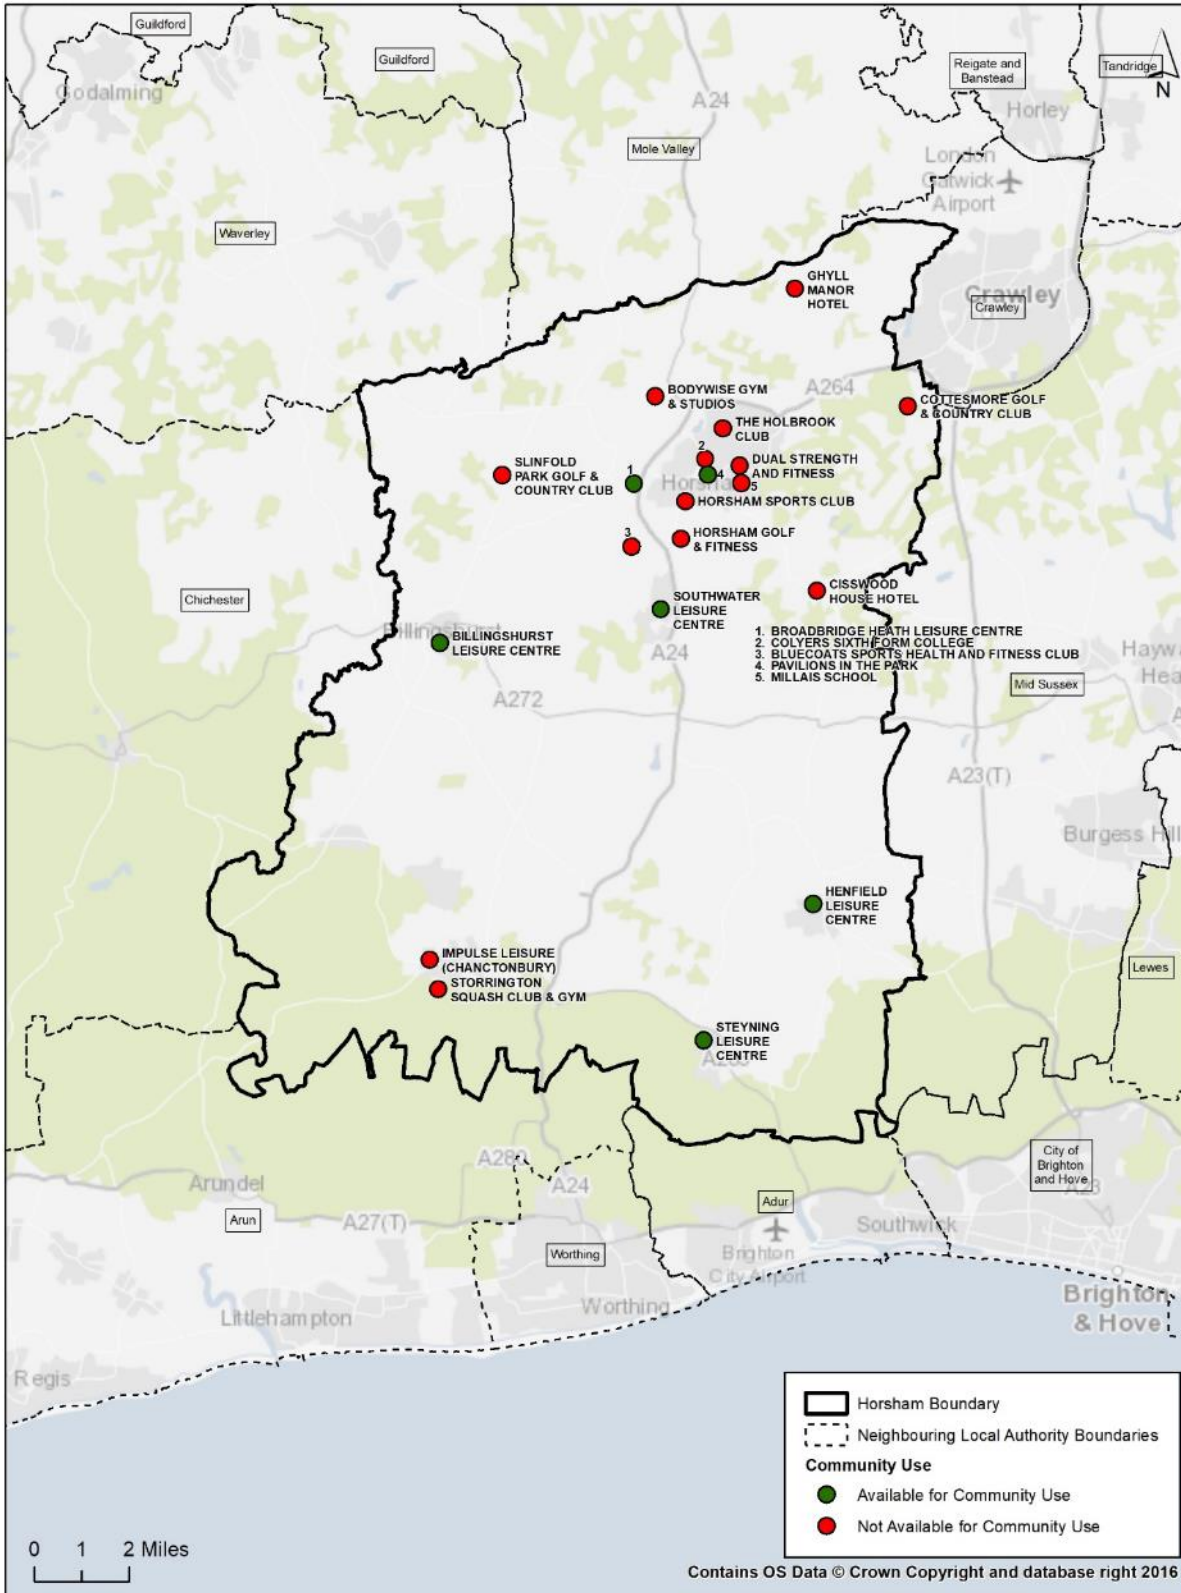 Guildford
Guildford
Reigate and
Banstead
Tandridge
N
Godalming
A24
Horley
Mole Valley
London
Gatwick
Airport
Waverley
GHYLL
MANOR
HOTEL
Crawley
Crawley
BODYWISE GYM
& STUDIOS
A264
COTTESMORE GOLF
& COUNTRY CLUB
THE HOLBROOK
CLUB
SLINFOLD
PARK GOLF &
COUNTRY CLUB
1
2
DUAL STRENGTH
AND FITNESS
4
5
HORSHAM SPORTS CLUB
3
HORSHAM GOLF
& FITNESS
CISSWOOD
HOUSE HOTEL
Chichester
SOUTHWATER
LEISURE
CENTRE
Billingshurst
BILLINGSHURST
LEISURE CENTRE
1. BROADBRIDGE HEATH LEISURE CENTRE
2. COLYERS SIXTH FORM COLLEGE
3. BLUECOATS SPORTS HEALTH AND FITNESS CLUB
4. PAVILIONS IN THE PARK
5. MILLAIS SCHOOL
A24
Mid Sussex
A272
A23(T)
Burgess Hill
HENFIELD
LEISURE
CENTRE
IMPULSE LEISURE
(CHANCTONBURY)
STORRINGTON
SQUASH CLUB & GYM
Lewes
STEYNING
LEISURE
CENTRE
City of
Brighton
and Hove
A23
A280
A24
Arundel
Arun
A27(T)
Adur
Southwick
Worthing
Brighton
City Airport
Worthing
Littlehampton
Brighton
& Hove
Regis
Horsham Boundary
Neighbouring Local Authority Boundaries
Community Use
Available for Community Use
Not Available for Community Use
0 1 2 Miles
Contains OS Data © Crown Copyright and database right 2016